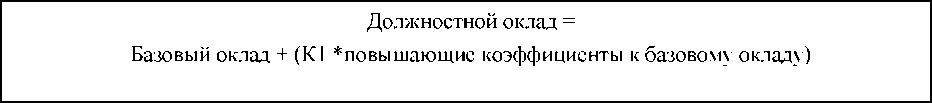 Должностной оклад =
Базовый оклад + (К1 *повышающие коэффициенты к базовому окладу)